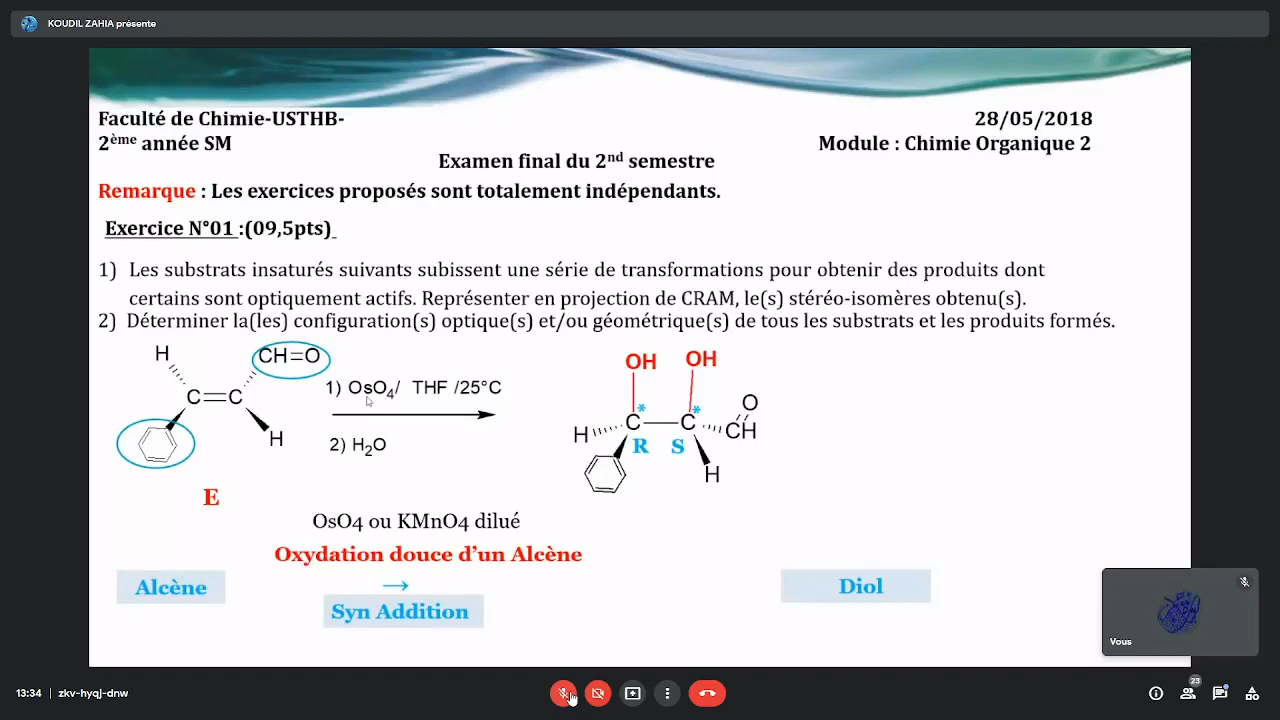 KOUDIL ZAHIA présente
Faculté de Chimie-USTHB-
28/05/2018
2ème année SM
Module : Chimie Organique 2
Examen final du 2nd semestre
Remarque : Les exercices proposés sont totalement indépendants.
Exercice N°01 :(09,5pts)
1) Les substrats insaturés suivants subissent une série de transformations pour obtenir des produits dont
certains sont optiquement actifs. Représenter en projection de CRAM, le(s) stéréo-isomères obtenu(s).
2) Déterminer la(les) configuration(s) optique(s) et/ou géométrique(s) de tous les substrats et les produits formés.
H
CH=O
C=C
H
E
1) OsO4/ THF /25°C
2) H2O
OH
OH
O
*
*
H
C
C
CH
R
S
H
OsO4 ou KMnO4 dilué
Oxydation douce d'un Alcène
→
Alcène
Syn Addition
Diol
Vous
13:34 | zkv-hyqj-dnw
23